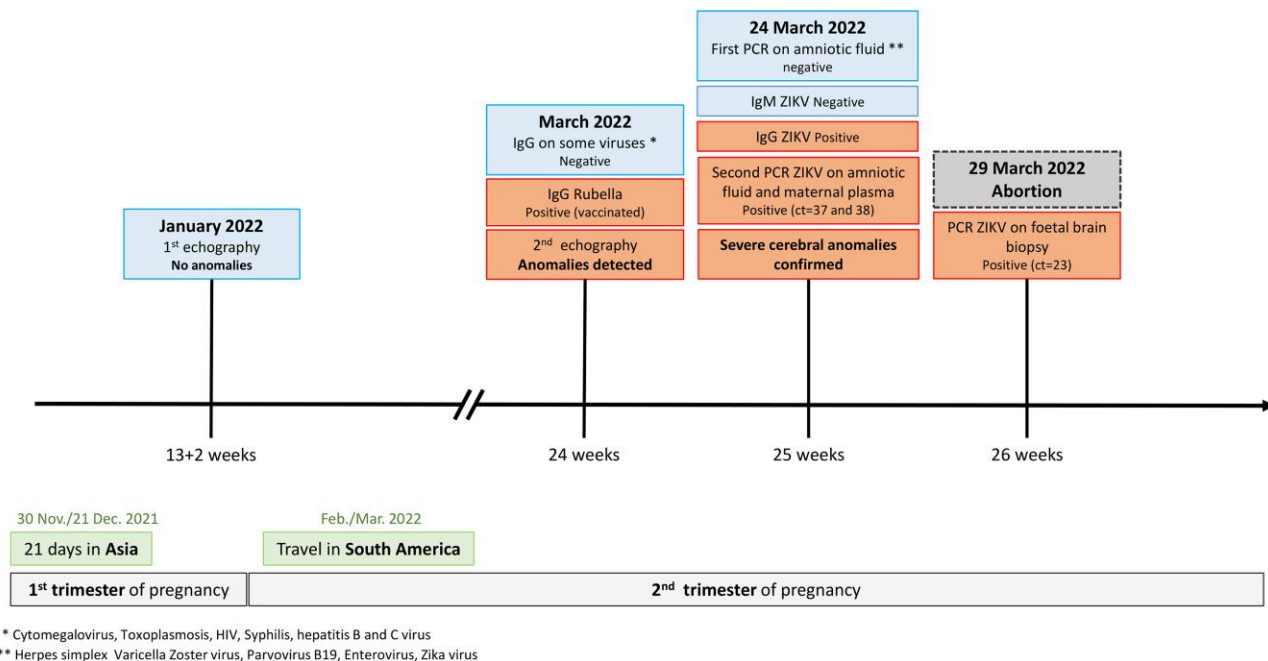 January 2022
1st echography
No anomalies
March 2022
IgG on some viruses *
Negative
IgG Rubella
Positive (vaccinated)
2nd echography
Anomalies detected
24 March 2022
First PCR on amniotic fluid **
negative
IgM ZIKV Negative
IgG ZIKV Positive
Second PCR ZIKV on amniotic
fluid and maternal plasma
Positive (ct=37 and 38)
Severe cerebral anomalies
confirmed
29 March 2022
Abortion
PCR ZIKV on foetal brain
biopsy
Positive (ct=23)
13+2 weeks
24 weeks
25 weeks
26 weeks
30 Nov./21 Dec. 2021
21 days in Asia
Feb./Mar. 2022
Travel in South America
1st trimester of pregnancy
2nd trimester of pregnancy
* Cytomegalovirus, Toxoplasmosis, HIV, Syphilis, hepatitis B and C virus
** Herpes simplex Varicella Zoster virus, Parvovirus B19, Enterovirus, Zika virus